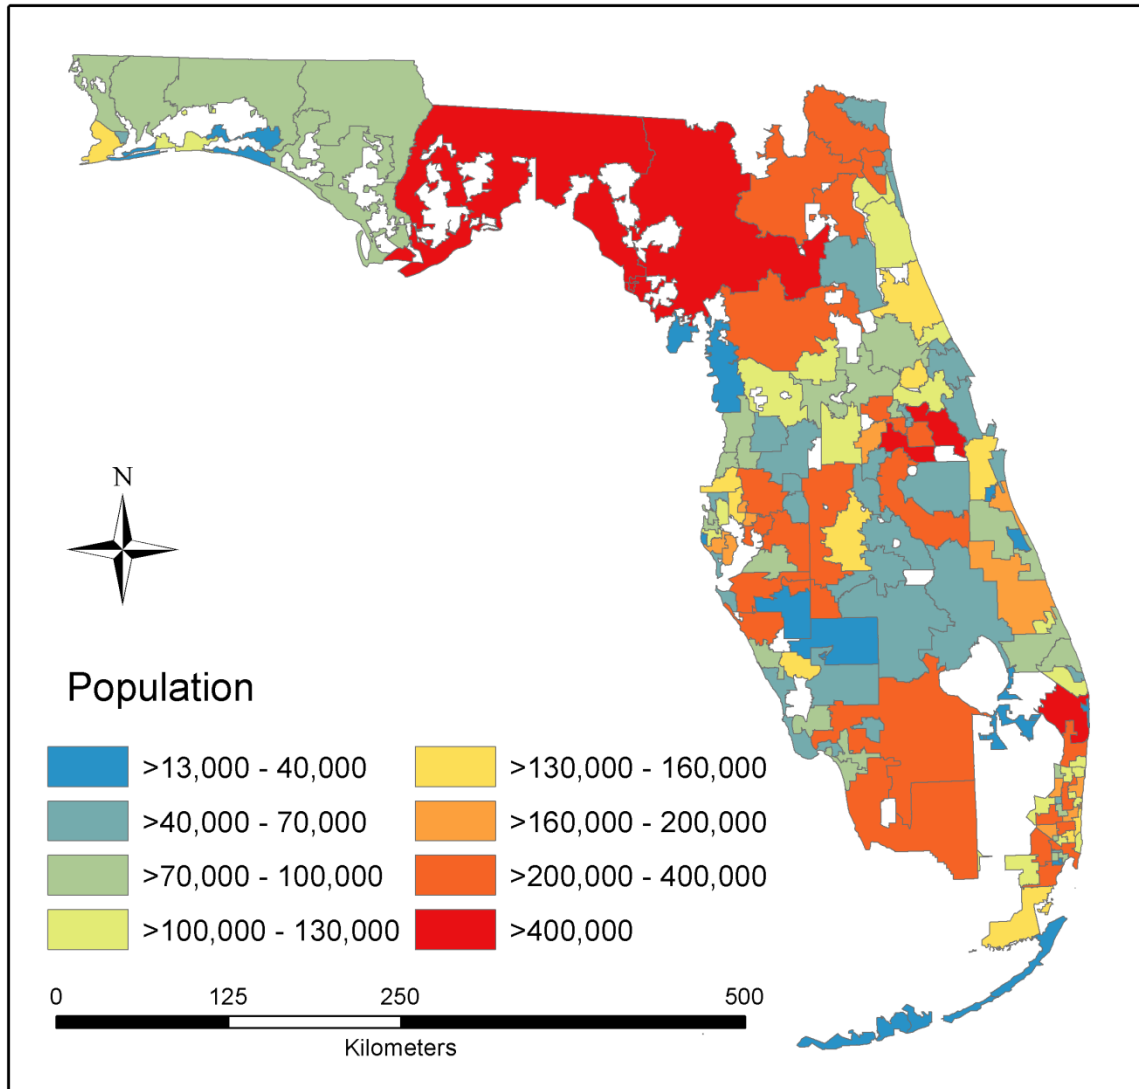 N
Population
>13,000 - 40,000
>40,000 - 70,000
>70,000 - 100,000
>100,000 - 130,000
>130,000 - 160,000
>160,000 - 200,000
>200,000 - 400,000
>400,000
0 125 250 500
Kilometers